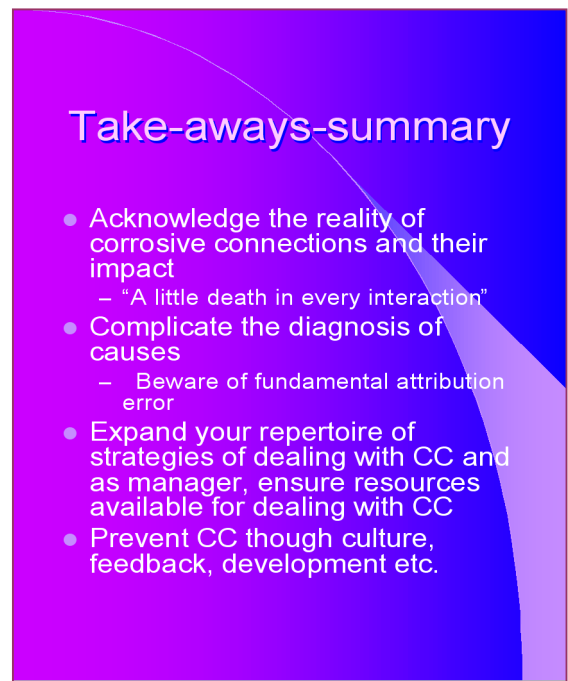 Take-aways-summary
Acknowledge the reality of
corrosive connections and their
impact
– “A little death in every interaction”
Complicate the diagnosis of
causes
– Beware of fundamental attribution
error
Expand your repertoire of
strategies of dealing with CC and
as manager, ensure resources
available for dealing with CC
Prevent CC though culture,
feedback, development etc.